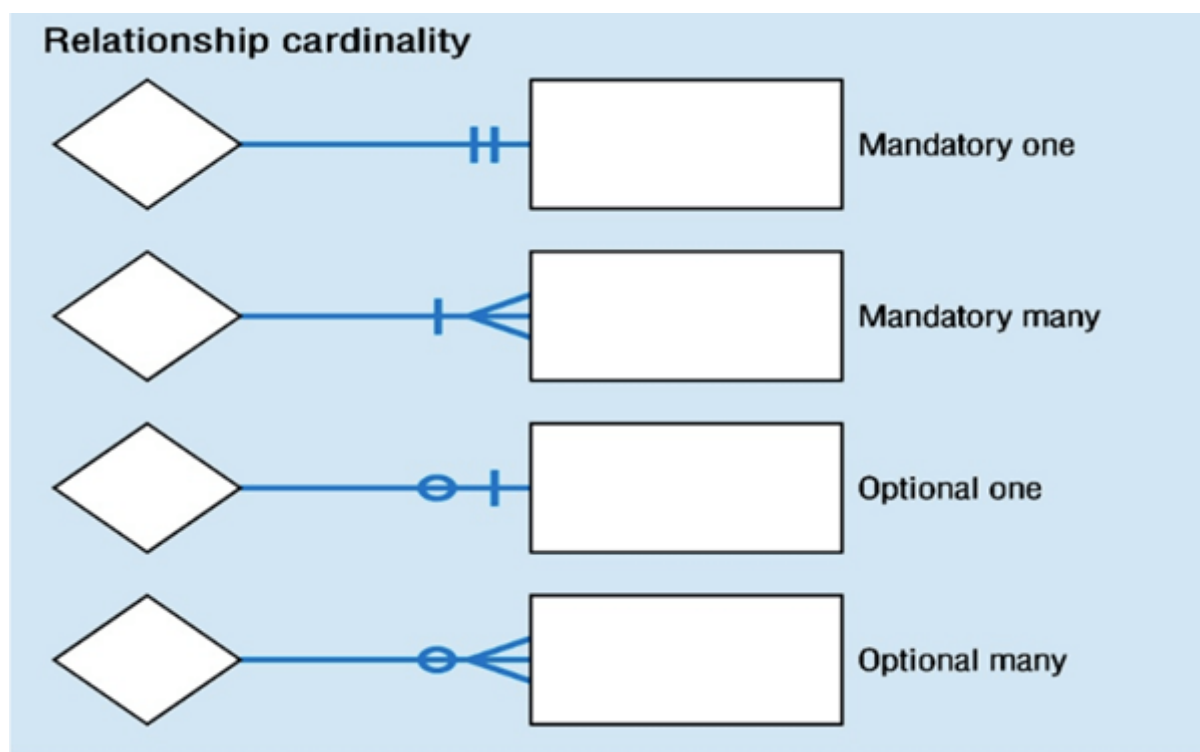 Relationship cardinality
Mandatory one
Mandatory many
Optional one
Optional many